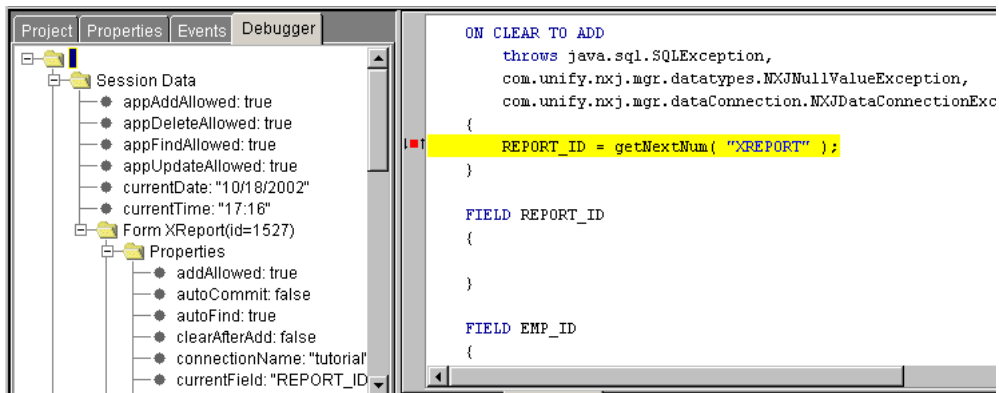 Project Properties Events Debugger
Session Data
appAddAllowed: true
appDeleteAllowed: true
appFindAllowed: true
appUpdateAllowed: true
currentDate: "10/18/2002"
currentTime: "17:16"
Form XReport(id=1527)
Properties
addAllowed: true
autoCommit: false
autoFind: true
clearAfterAdd: false
connectionName: "tutorial"
currentField: "REPORT_ID
ON CLEAR TO ADD
throws java.sql.SQLException,
com.unify.nxj.mgr.datatypes.NXJNullValueException,
com.unify.nxj.mgr.dataConnection.NXJDataConnectionExc
{
REPORT_ID = getNextNum( "XREPORT" );
}
FIELD REPORT_ID
{
}
FIELD EMP_ID
{